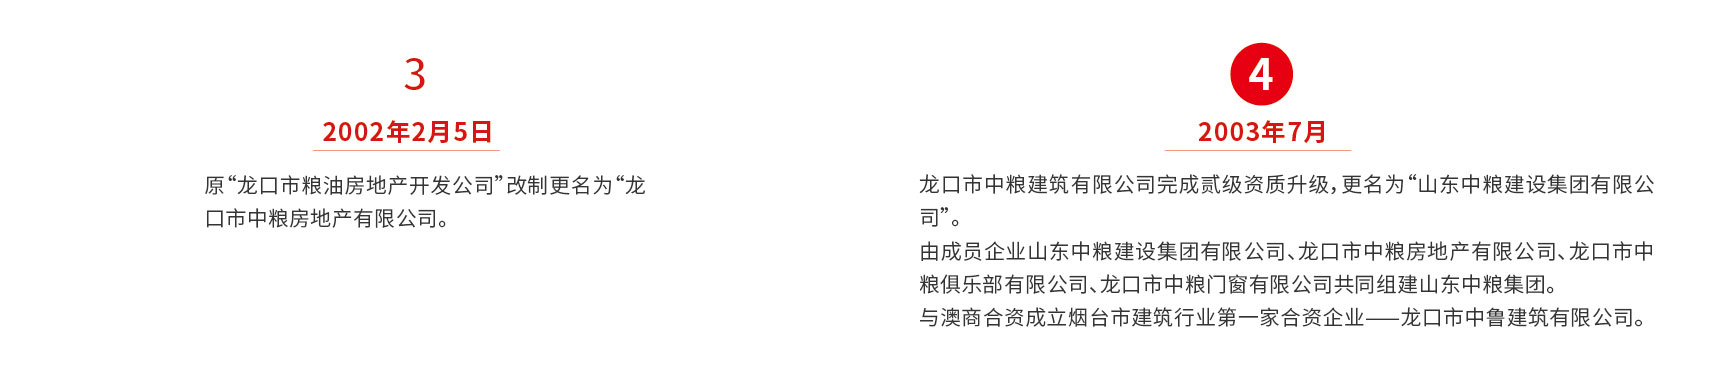 3
2002年2月5日
原“龙口市粮油房地产开发公司”改制更名为“龙
口市中粮房地产有限公司。
4
2003年7月
龙口市中粮建筑有限公司完成贰级资质升级，更名为“山东中粮建设集团有限公
司”。
由成员企业山东中粮建设集团有限公司、龙口市中粮房地产有限公司、龙口市中
粮俱乐部有限公司、龙口市中粮门窗有限公司共同组建山东中粮集团。
与澳商合资成立烟台市建筑行业第一家合资企业——龙口市中鲁建筑有限公司。